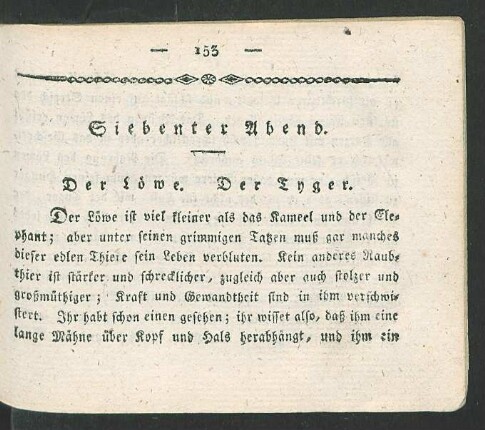 — 153 —
Siebenter Abend.
Der Löwe. Der Tyger.
Der Löwe ist viel kleiner als das Kameel und der Ele-
phant; aber unter seinen grimmigen Tatzen muß gar manches
dieser edlen Thiere sein Leben verbluten. Kein anderes Raub-
thier ist stärker und schrecklicher, zugleich aber auch stolzer und
großmüthiger; Kraft und Gewandtheit sind in ihm verschwi-
stert. Ihr habt schon einen gesehen; ihr wisset also, daß ihm eine
lange Mähne über Kopf und Hals herabhängt, und ihm ein